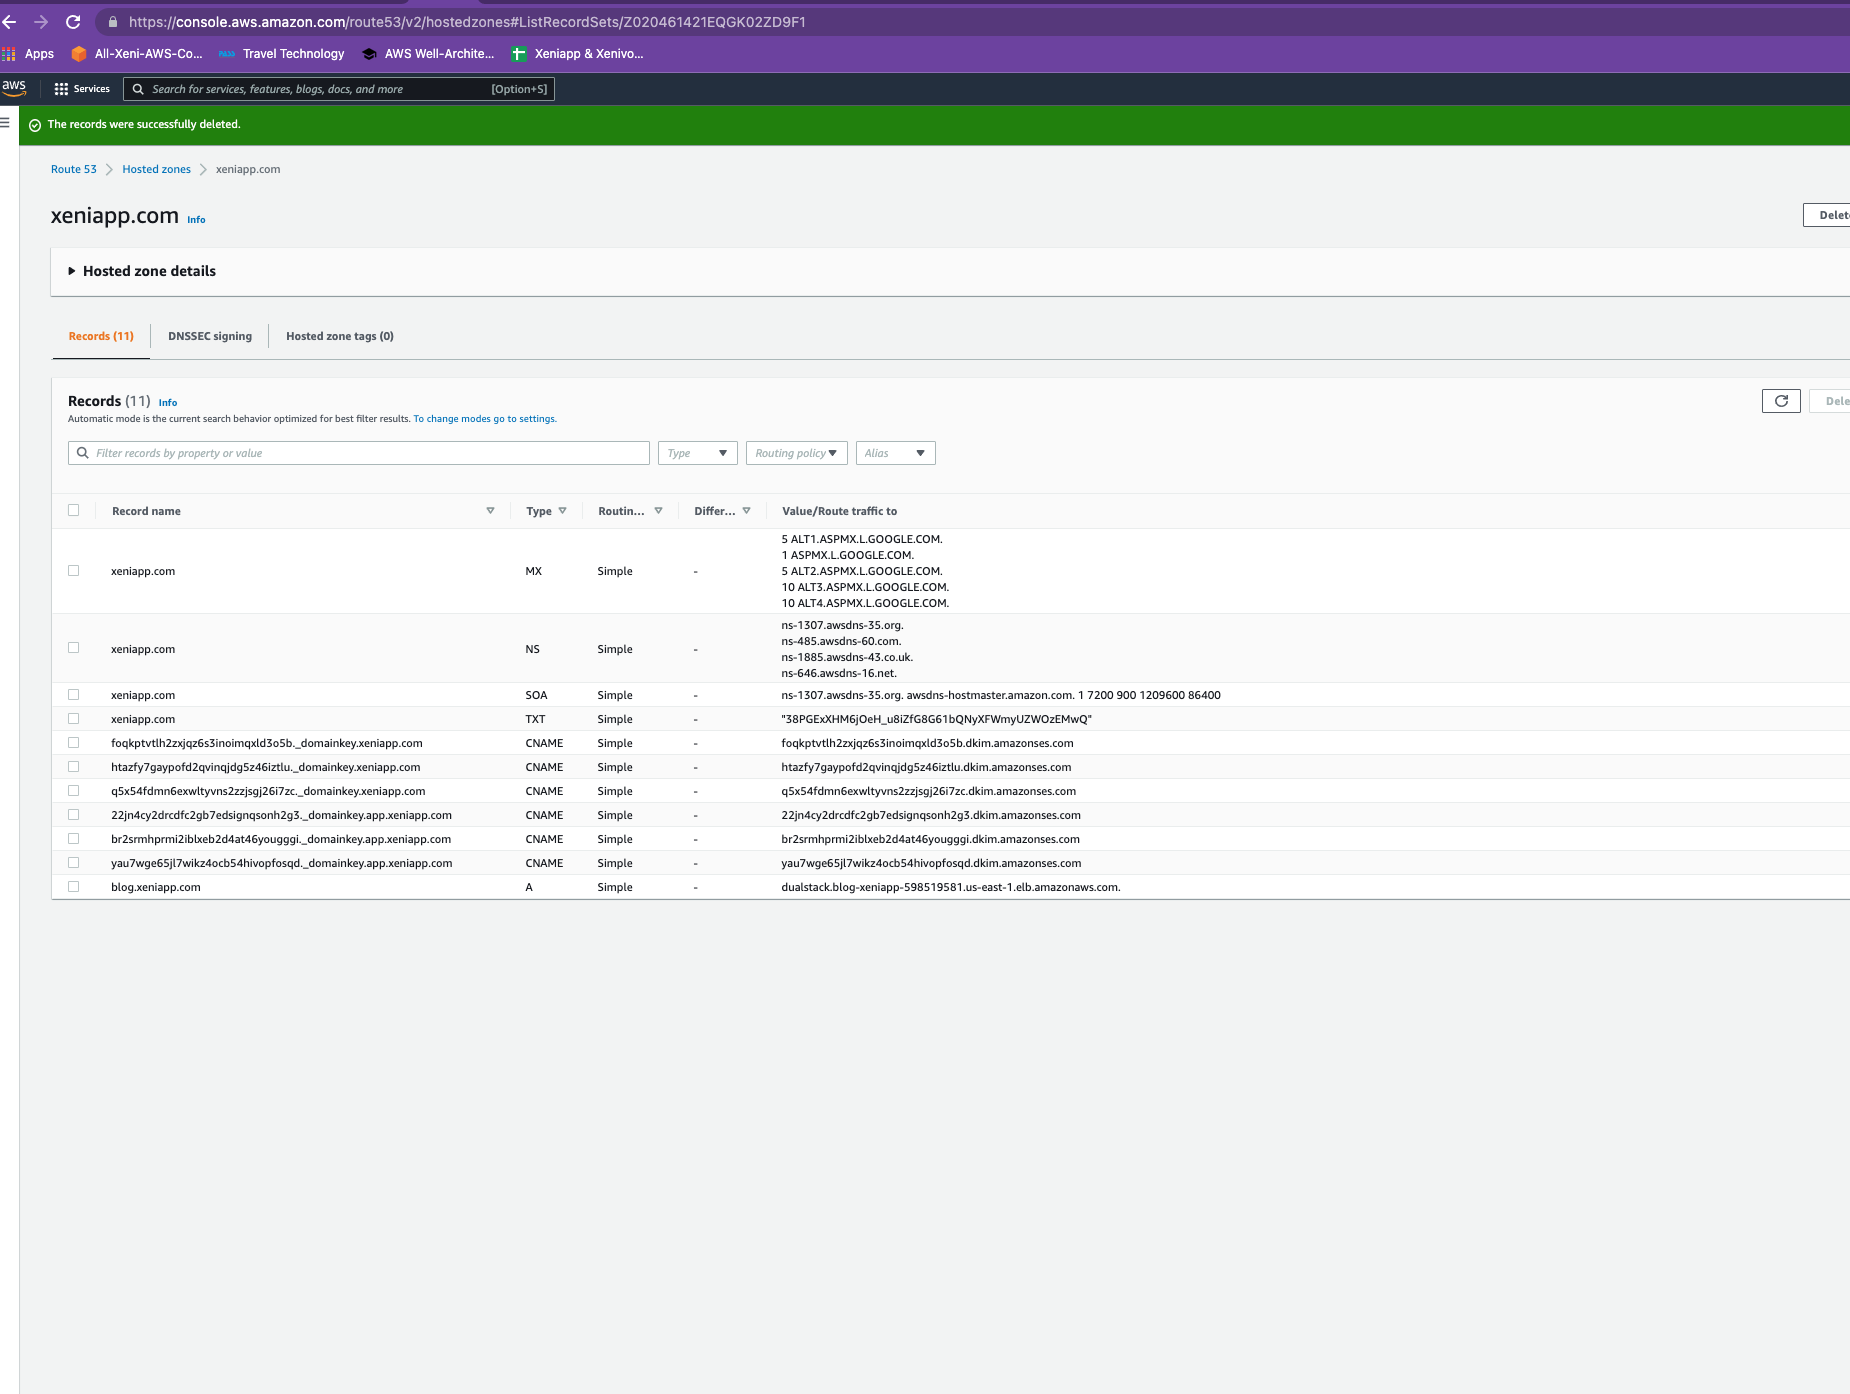 https://console.aws.amazon.com/route53/v2/hostedzones#ListRecordSets/Z020461421EQGK02ZD9F1
Apps All-Xeni-AWS-Co... PASS Travel Technology AWS Well-Archite... Xeniapp & Xenivo...
aws Services Search for services, features, blogs, docs, and more [Option+S]
The records were successfully deleted.
Route 53 Hosted zones xeniapp.com
xeniapp.com Info Delet
Hosted zone details
Records (11) DNSSEC signing Hosted zone tags (0)
Records (11) Info Dele
Automatic mode is the current search behavior optimized for best filter results. To change modes go to settings.
Filter records by property or value Type Routing policy Alias
Record name Type Routin... Differ... Value/Route traffic to
5 ALT1.ASPMX.L.GOOGLE.COM.
1 ASPMX.L.GOOGLE.COM.
xeniapp.com MX Simple - 5 ALT2.ASPMX.L.GOOGLE.COM.
10 ALT3.ASPMX.L.GOOGLE.COM.
10 ALT4.ASPMX.L.GOOGLE.COM.
ns-1307.awsdns-35.org.
ns-485.awsdns-60.com.
xeniapp.com NS Simple -
ns-1885.awsdns-43.co.uk.
ns-646.awsdns-16.net.
xeniapp.com SOA Simple - ns-1307.awsdns-35.org. awsdns-hostmaster.amazon.com. 1 7200 900 1209600 86400
xeniapp.com TXT Simple - "38PGExXHM6jOeH_u8iZfG8G61bQNyXFWmyUZWOzEMwQ"
foqkptvtlh2zxjqz6s3inoimqxld3o5b._domainkey.xeniapp.com CNAME Simple - foqkptvtlh2zxjqz6s3inoimqxld3o5b.dkim.amazonses.com
htazfy7gaypofd2qvinqjdg5z46iztlu._domainkey.xeniapp.com CNAME Simple - htazfy7gaypofd2qvinqjdg5z46iztlu.dkim.amazonses.com
q5x54fdmn6exwltyvns2zzjsgj26i7zc._domainkey.xeniapp.com CNAME Simple - q5x54fdmn6exwltyvns2zzjsgj26i7zc.dkim.amazonses.com
22jn4cy2drcdfc2gb7edsignqsonh2g3._domainkey.app.xeniapp.com CNAME Simple - 22jn4cy2drcdfc2gb7edsignqsonh2g3.dkim.amazonses.com
br2srmhprmi2iblxeb2d4at46yougggi._domainkey.app.xeniapp.com CNAME Simple - br2srmhprmi2iblxeb2d4at46yougggi.dkim.amazonses.com
yau7wge65jl7wikz4ocb54hivopfosqd._domainkey.app.xeniapp.com CNAME Simple - yau7wge65jl7wikz4ocb54hivopfosqd.dkim.amazonses.com
blog.xeniapp.com A Simple - dualstack.blog-xeniapp-598519581.us-east-1.elb.amazonaws.com.